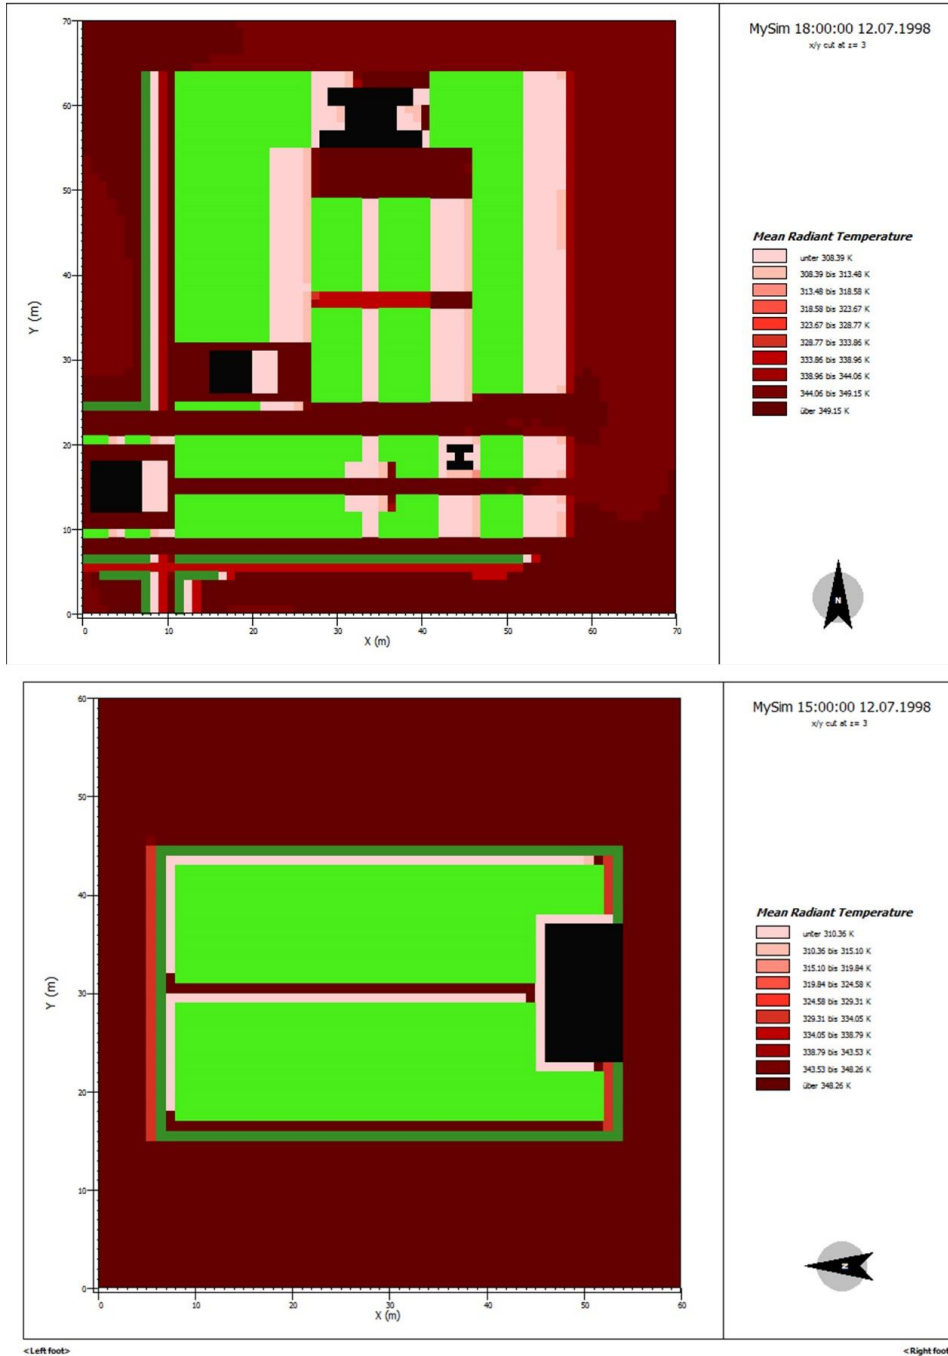 MySim 18:00:00 12.07.1998
x/y cut at z= 3
70
60
50
40
30
20
10
0
Y (m)
0 10 20 30 40 50 60 70
X (m)
Mean Radiant Temperature
unter 308.39 K
308.39 bis 313.48 K
313.48 bis 318.58 K
318.58 bis 323.67 K
323.67 bis 328.77 K
328.77 bis 333.86 K
333.86 bis 338.96 K
338.96 bis 344.06 K
344.06 bis 349.15 K
über 349.15 K
N
MySim 15:00:00 12.07.1998
x/y cut at z= 3
60
50
40
30
20
10
0
Y (m)
0 10 20 30 40 50 60
X (m)
Mean Radiant Temperature
unter 310.36 K
310.36 bis 315.10 K
315.10 bis 319.84 K
319.84 bis 324.58 K
324.58 bis 329.31 K
329.31 bis 334.05 K
334.05 bis 338.79 K
338.79 bis 343.53 K
343.53 bis 348.26 K
über 348.26 K
N
<Left foot>
<Right foot